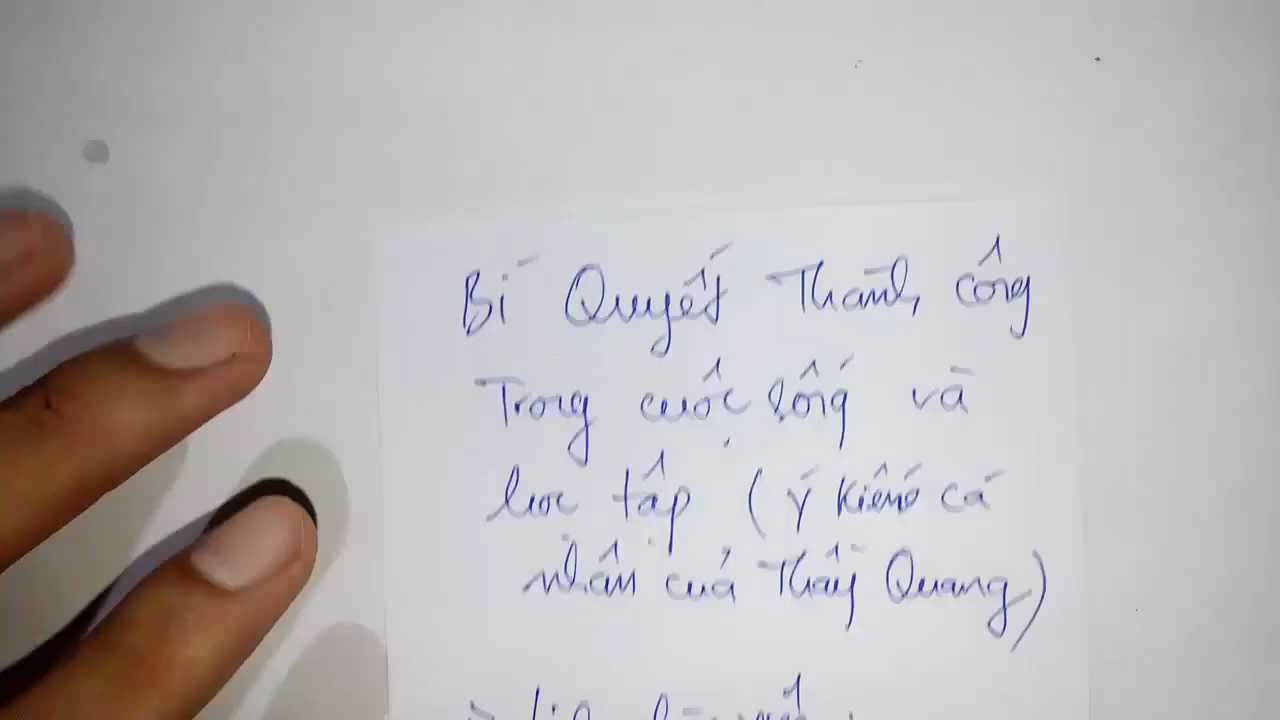 Bí Quyết Thành công
Trong cuộc sống và
học tập (ý kiến cá
nhân của Thầy Quang)